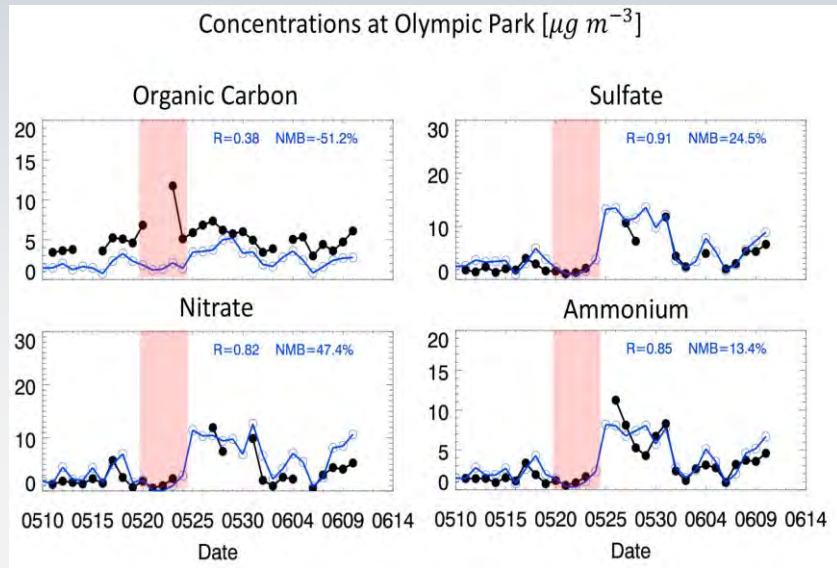 Concentrations at Olympic Park [μg m⁻³]
Organic Carbon
R=0.38 NMB=-51.2%
20
15
10
5
0
Sulfate
R=0.91 NMB=24.5%
30
20
10
0
Nitrate
R=0.82 NMB=47.4%
30
20
10
0
0510 0515 0520 0525 0530 0604 0609 0614
Date
Ammonium
R=0.85 NMB=13.4%
20
15
10
5
0
0510 0515 0520 0525 0530 0604 0609 0614
Date